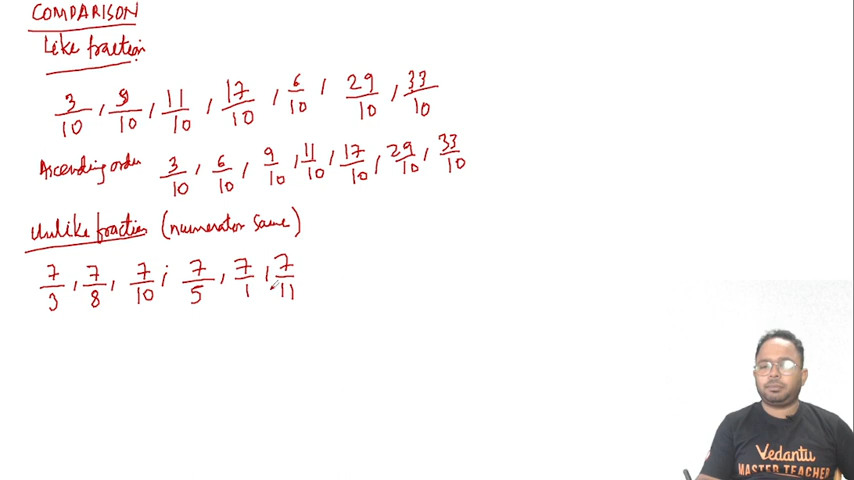 COMPARISON
Like fraction
3/10, 9/10, 11/10, 17/10, 6/10, 29/10, 33/10
Ascending order 3/10, 6/10, 9/10, 11/10, 17/10, 29/10, 33/10
Unlike fraction (numerator same)
7/3, 7/8, 7/10, 7/5, 7/1, 7/11
Vedantu
MASTER TEACHER